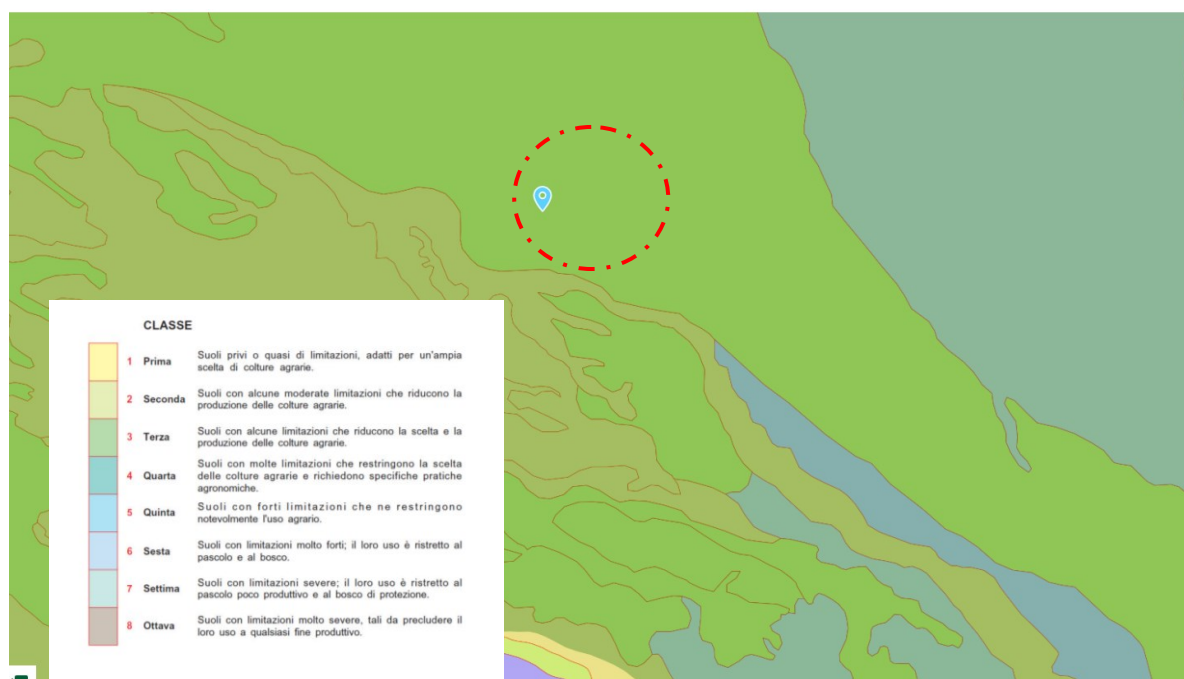 CLASSE
1 Prima Suoli privi o quasi di limitazioni, adatti per un'ampia
scelta di colture agrarie.
2 Seconda Suoli con alcune moderate limitazioni che riducono la
produzione delle colture agrarie.
3 Terza Suoli con alcune limitazioni che riducono la scelta e la
produzione delle colture agrarie.
4 Quarta Suoli con molte limitazioni che restringono la scelta
delle colture agrarie e richiedono specifiche pratiche
agronomiche.
5 Quinta Suoli con forti limitazioni che ne restringono
notevolmente l'uso agrario.
6 Sesta Suoli con limitazioni molto forti; il loro uso è ristretto al
pascolo e al bosco.
7 Settima Suoli con limitazioni severe; il loro uso è ristretto al
pascolo poco produttivo e al bosco di protezione.
8 Ottava Suoli con limitazioni molto severe, tali da precludere il
loro uso a qualsiasi fine produttivo.